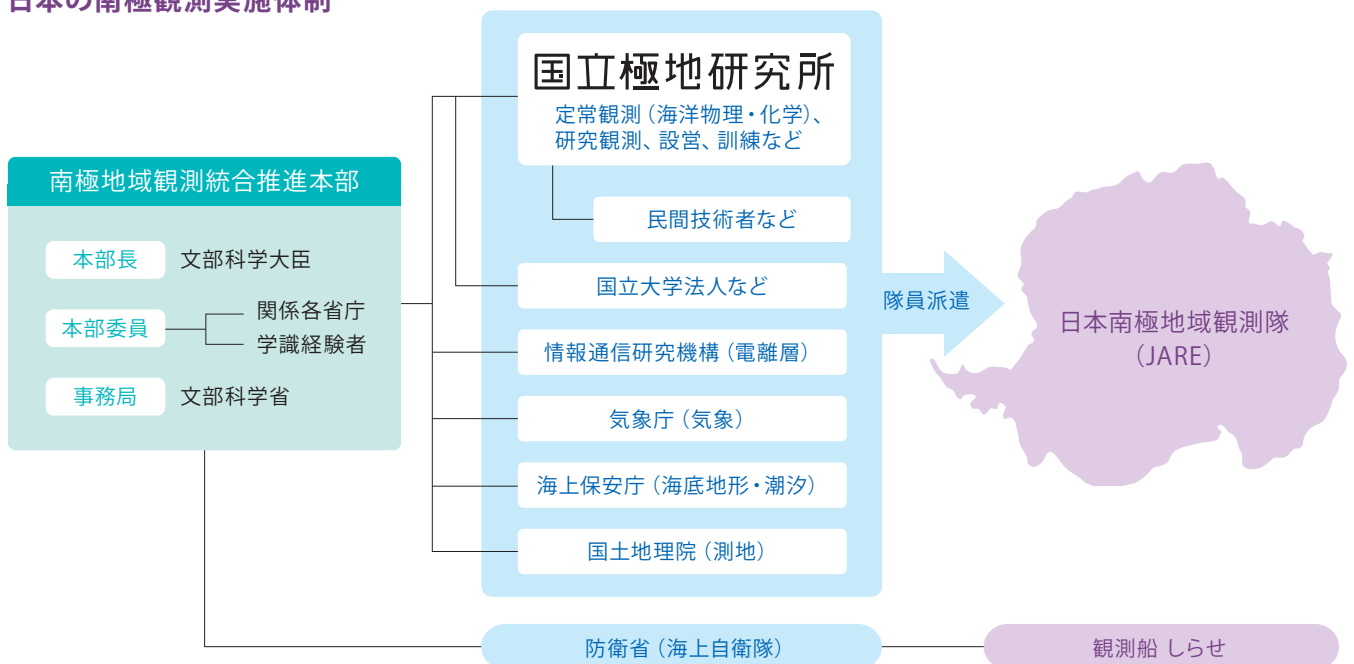 日本の南極観測実施体制
国立極地研究所
定常観測（海洋物理・化学）、
研究観測、設営、訓練など
民間技術者など
南極地域観測統合推進本部
本部長 文部科学大臣
本部委員 関係各省庁
学識経験者
事務局 文部科学省
国立大学法人など
情報通信研究機構（電離層）
気象庁（気象）
海上保安庁（海底地形・潮汐）
国土地理院（測地）
隊員派遣
日本南極地域観測隊
（JARE）
防衛省（海上自衛隊）
観測船 しらせ